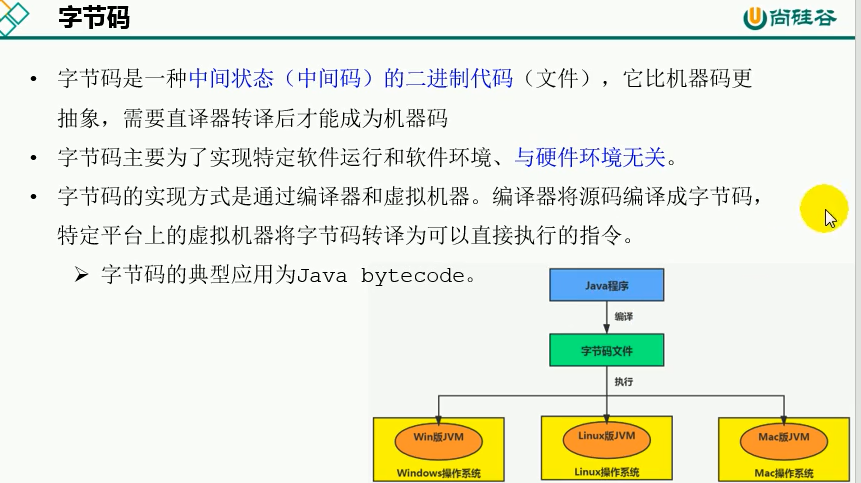 字节码
尚硅谷
• 字节码是一种中间状态（中间码）的二进制代码（文件），它比机器码更
抽象，需要直译器转译后才能成为机器码
• 字节码主要为了实现特定软件运行和软件环境、与硬件环境无关。
• 字节码的实现方式是通过编译器和虚拟机器。编译器将源码编译成字节码，
特定平台上的虚拟机器将字节码转译为可以直接执行的指令。
➢ 字节码的典型应用为Java bytecode。
Java程序
编译
字节码文件
执行
Win版JVM
Linux版JVM
Mac版JVM
Windows操作系统
Linux操作系统
Mac操作系统